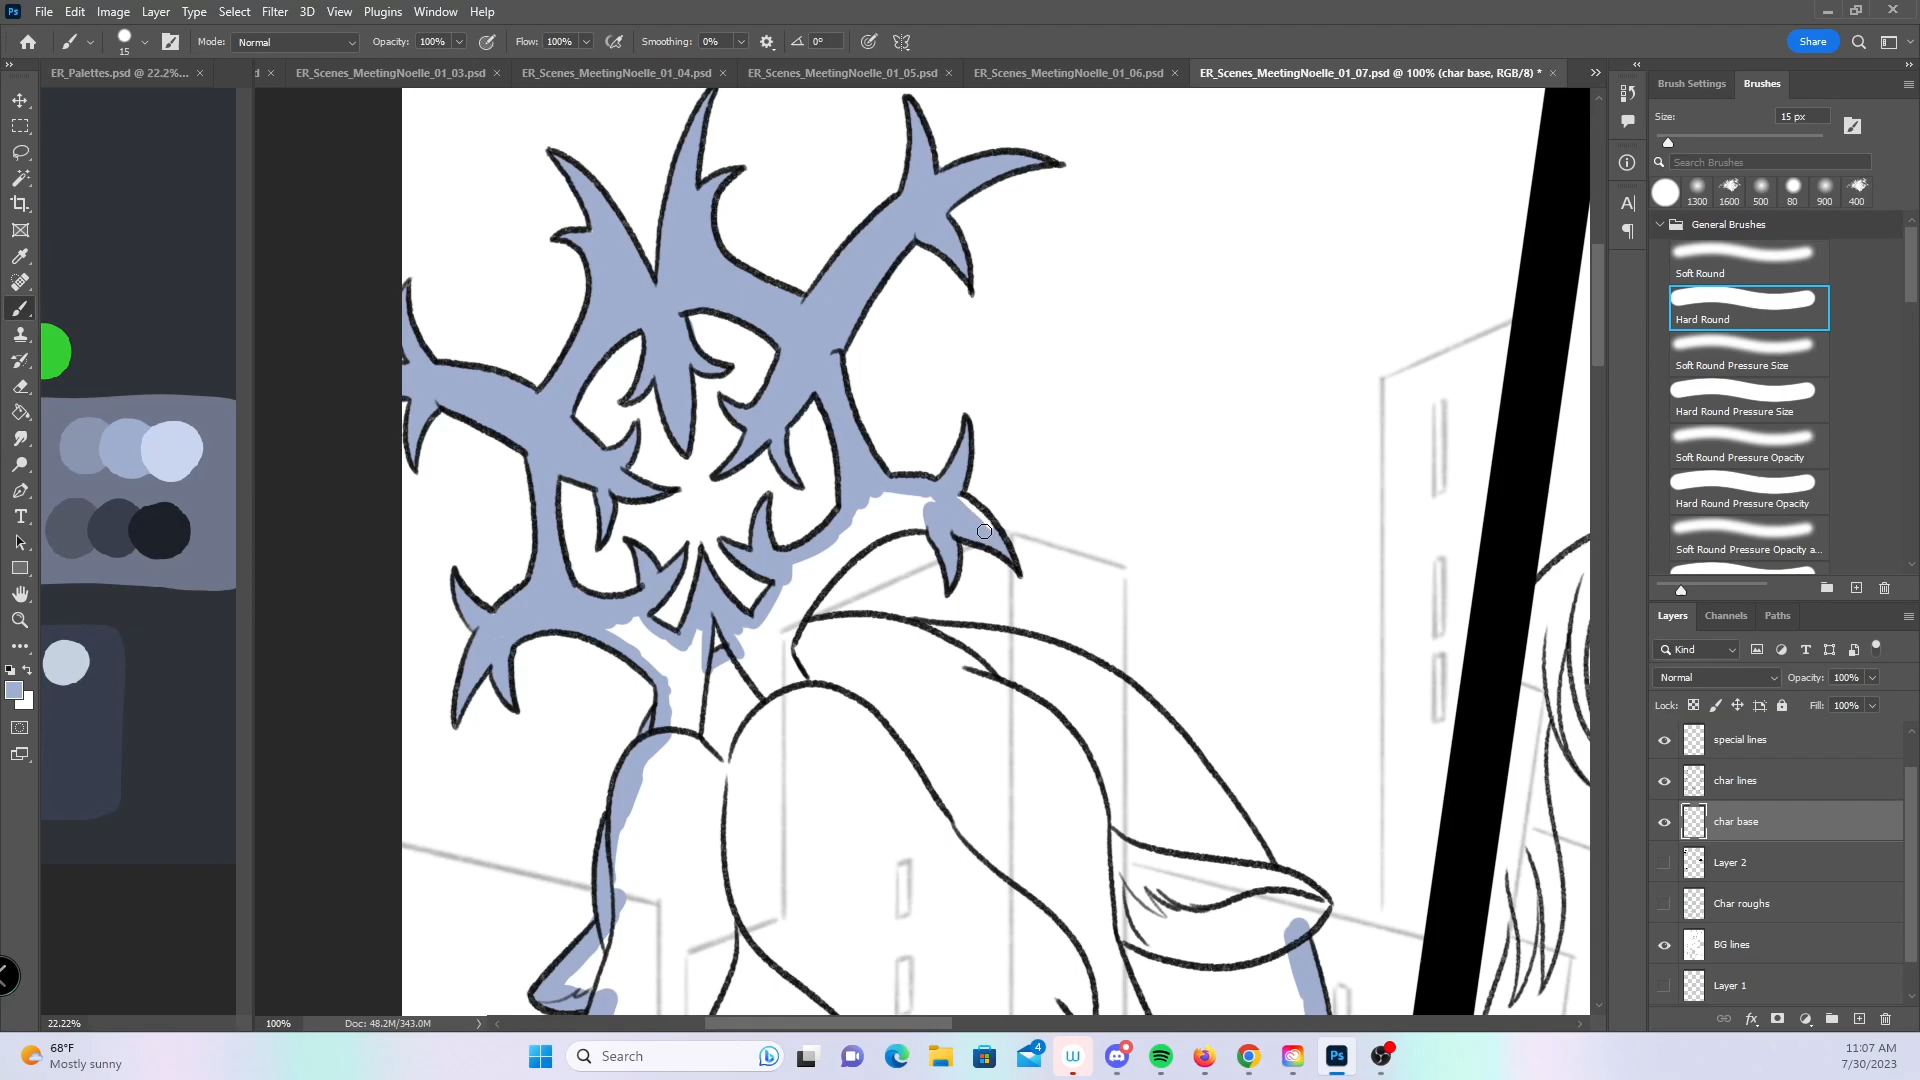 Ps File Edit Image Layer Type Select Filter 3D View Plugins Window Help
15 Mode: Normal Opacity: 100% Flow: 100% Smoothing: 0% 0° Share
ER_Palettes.psd @ 22.2%... × d × ER_Scenes_MeetingNoelle_01_03.psd × ER_Scenes_MeetingNoelle_01_04.psd × ER_Scenes_MeetingNoelle_01_05.psd × ER_Scenes_MeetingNoelle_01_06.psd × ER_Scenes_MeetingNoelle_01_07.psd @ 100% (char base, RGB/8) * ×
Brush Settings Brushes
Size: 15 px
Search Brushes
1300 1600 500 80 900 400
General Brushes
Soft Round
Hard Round
Soft Round Pressure Size
Hard Round Pressure Size
Soft Round Pressure Opacity
Hard Round Pressure Opacity
Soft Round Pressure Opacity a...
Layers Channels Paths
Kind
Normal Opacity: 100%
Lock: Fill: 100%
special lines
char lines
char base
Layer 2
Char roughs
BG lines
Layer 1
22.22% 100% Doc: 48.2M/343.0M
68°F
Mostly sunny
Search
4
Ps
11:07 AM
7/30/2023